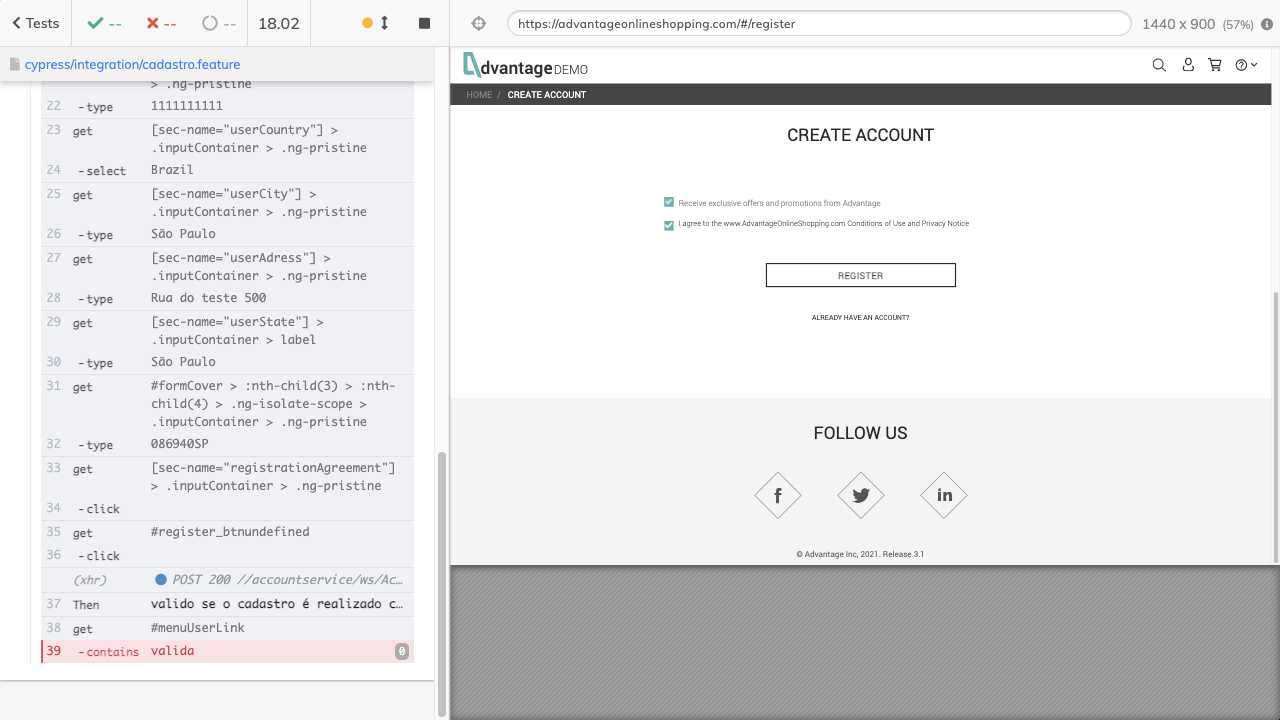 Tests
--
--
--
18.02
https://advantageonlineshopping.com/#/register
1440 x 900 (57%)
cypress/integration/cadastro.feature
> .ng-pristine
22 - type 1111111111
23 get [sec-name="userCountry"] >
.inputContainer > .ng-pristine
24 - select Brazil
25 get [sec-name="userCity"] >
.inputContainer > .ng-pristine
26 - type São Paulo
27 get [sec-name="userAdress"] >
.inputContainer > .ng-pristine
28 - type Rua do teste 500
29 get [sec-name="userState"] >
.inputContainer > label
30 - type São Paulo
31 get #formCover > :nth-child(3) > :nth-
child(4) > .ng-isolate-scope >
.inputContainer > .ng-pristine
32 - type 086940SP
33 get [sec-name="registrationAgreement"]
> .inputContainer > .ng-pristine
34 - click
35 get #register_btnundefined
36 - click
(xhr) POST 200 //accountservice/ws/Ac…
37 Then valido se o cadastro é realizado c…
38 get #menuUserLink
39 - contains valida 0
AdvantageDEMO
HOME / CREATE ACCOUNT
CREATE ACCOUNT
Receive exclusive offers and promotions from Advantage
I agree to the www.AdvantageOnlineShopping.com Conditions of Use and Privacy Notice
REGISTER
ALREADY HAVE AN ACCOUNT?
FOLLOW US
f
in
© Advantage Inc, 2021. Release 3.1